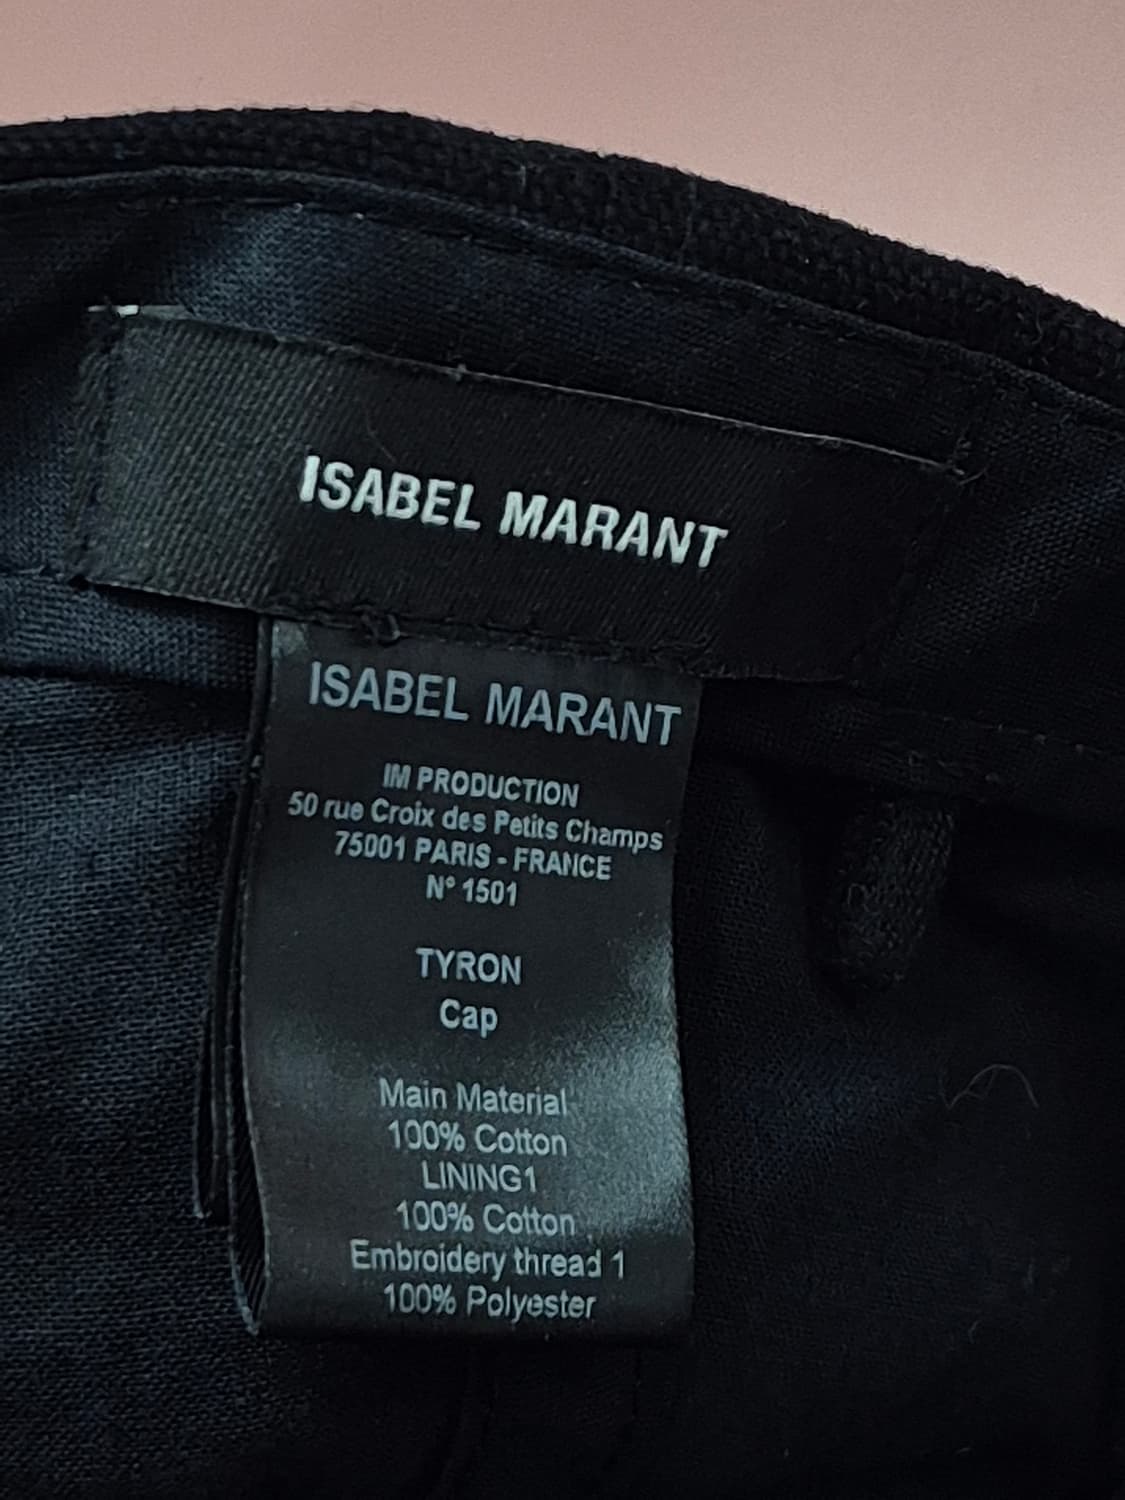 ISABEL MARANT
ISABEL MARANT
IM PRODUCTION
50 rue Croix des Petits Champs
75001 PARIS - FRANCE
N° 1501
TYRON
Cap
Main Material
100% Cotton
LINING1
100% Cotton
Embroidery thread 1
100% Polyester